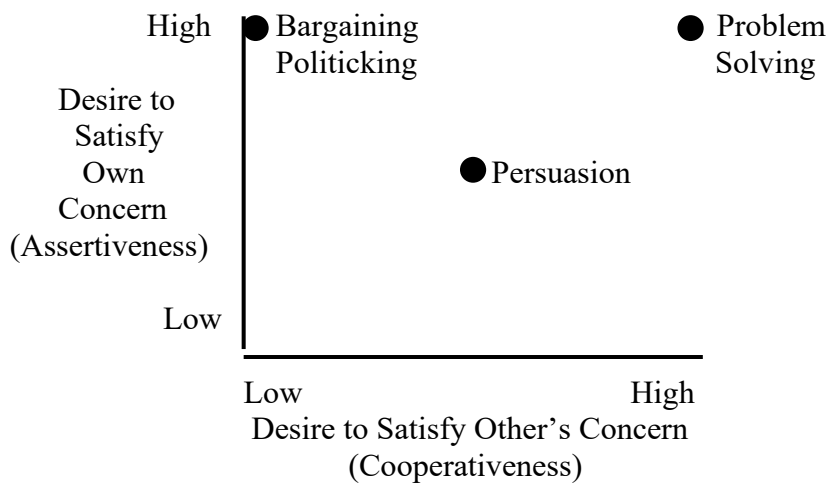 High
Bargaining
Politicking
Problem
Solving
Desire to
Satisfy
Own
Concern
(Assertiveness)
Persuasion
Low
Low
High
Desire to Satisfy Other’s Concern
(Cooperativeness)